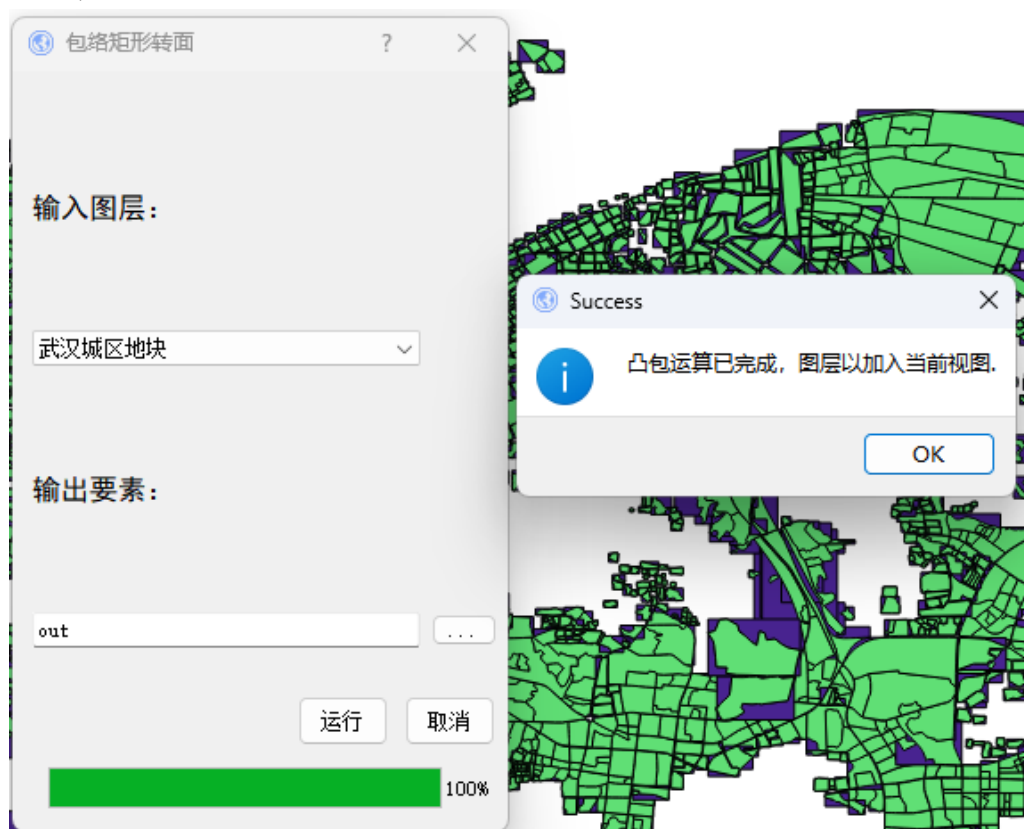 包络矩形转面
?
输入图层：
武汉城区地块
Success
凸包运算已完成，图层以加入当前视图.
OK
输出要素：
out
...
运行
取消
100%